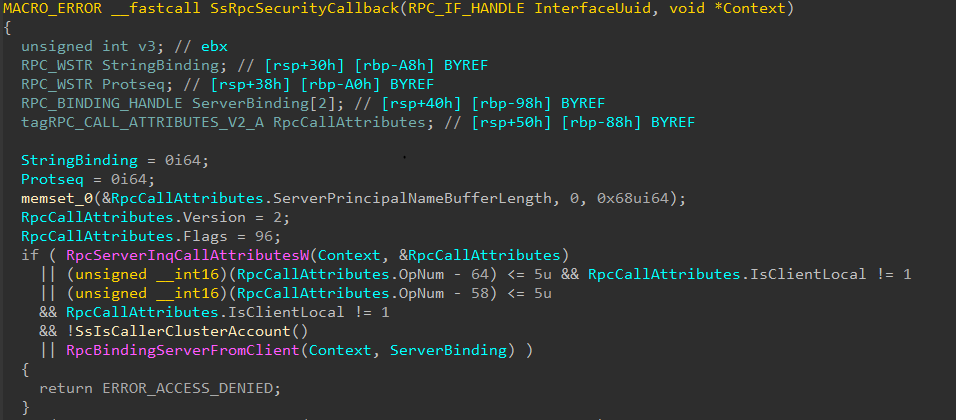 MACRO_ERROR __fastcall SsRpcSecurityCallback(RPC_IF_HANDLE InterfaceUuid, void *Context)
{
  unsigned int v3; // ebx
  RPC_WSTR StringBinding; // [rsp+30h] [rbp-A8h] BYREF
  RPC_WSTR Protseq; // [rsp+38h] [rbp-A0h] BYREF
  RPC_BINDING_HANDLE ServerBinding[2]; // [rsp+40h] [rbp-98h] BYREF
  tagRPC_CALL_ATTRIBUTES_V2_A RpcCallAttributes; // [rsp+50h] [rbp-88h] BYREF

  StringBinding = 0i64;
  Protseq = 0i64;
  memset_0(&RpcCallAttributes.ServerPrincipalNameBufferLength, 0, 0x68ui64);
  RpcCallAttributes.Version = 2;
  RpcCallAttributes.Flags = 96;
  if ( RpcServerInqCallAttributesW(Context, &RpcCallAttributes)
    || (unsigned __int16)(RpcCallAttributes.OpNum - 64) <= 5u && RpcCallAttributes.IsClientLocal != 1
    || (unsigned __int16)(RpcCallAttributes.OpNum - 58) <= 5u
    && RpcCallAttributes.IsClientLocal != 1
    && !SsIsCallerClusterAccount()
    || RpcBindingServerFromClient(Context, ServerBinding) )
  {
    return ERROR_ACCESS_DENIED;
  }